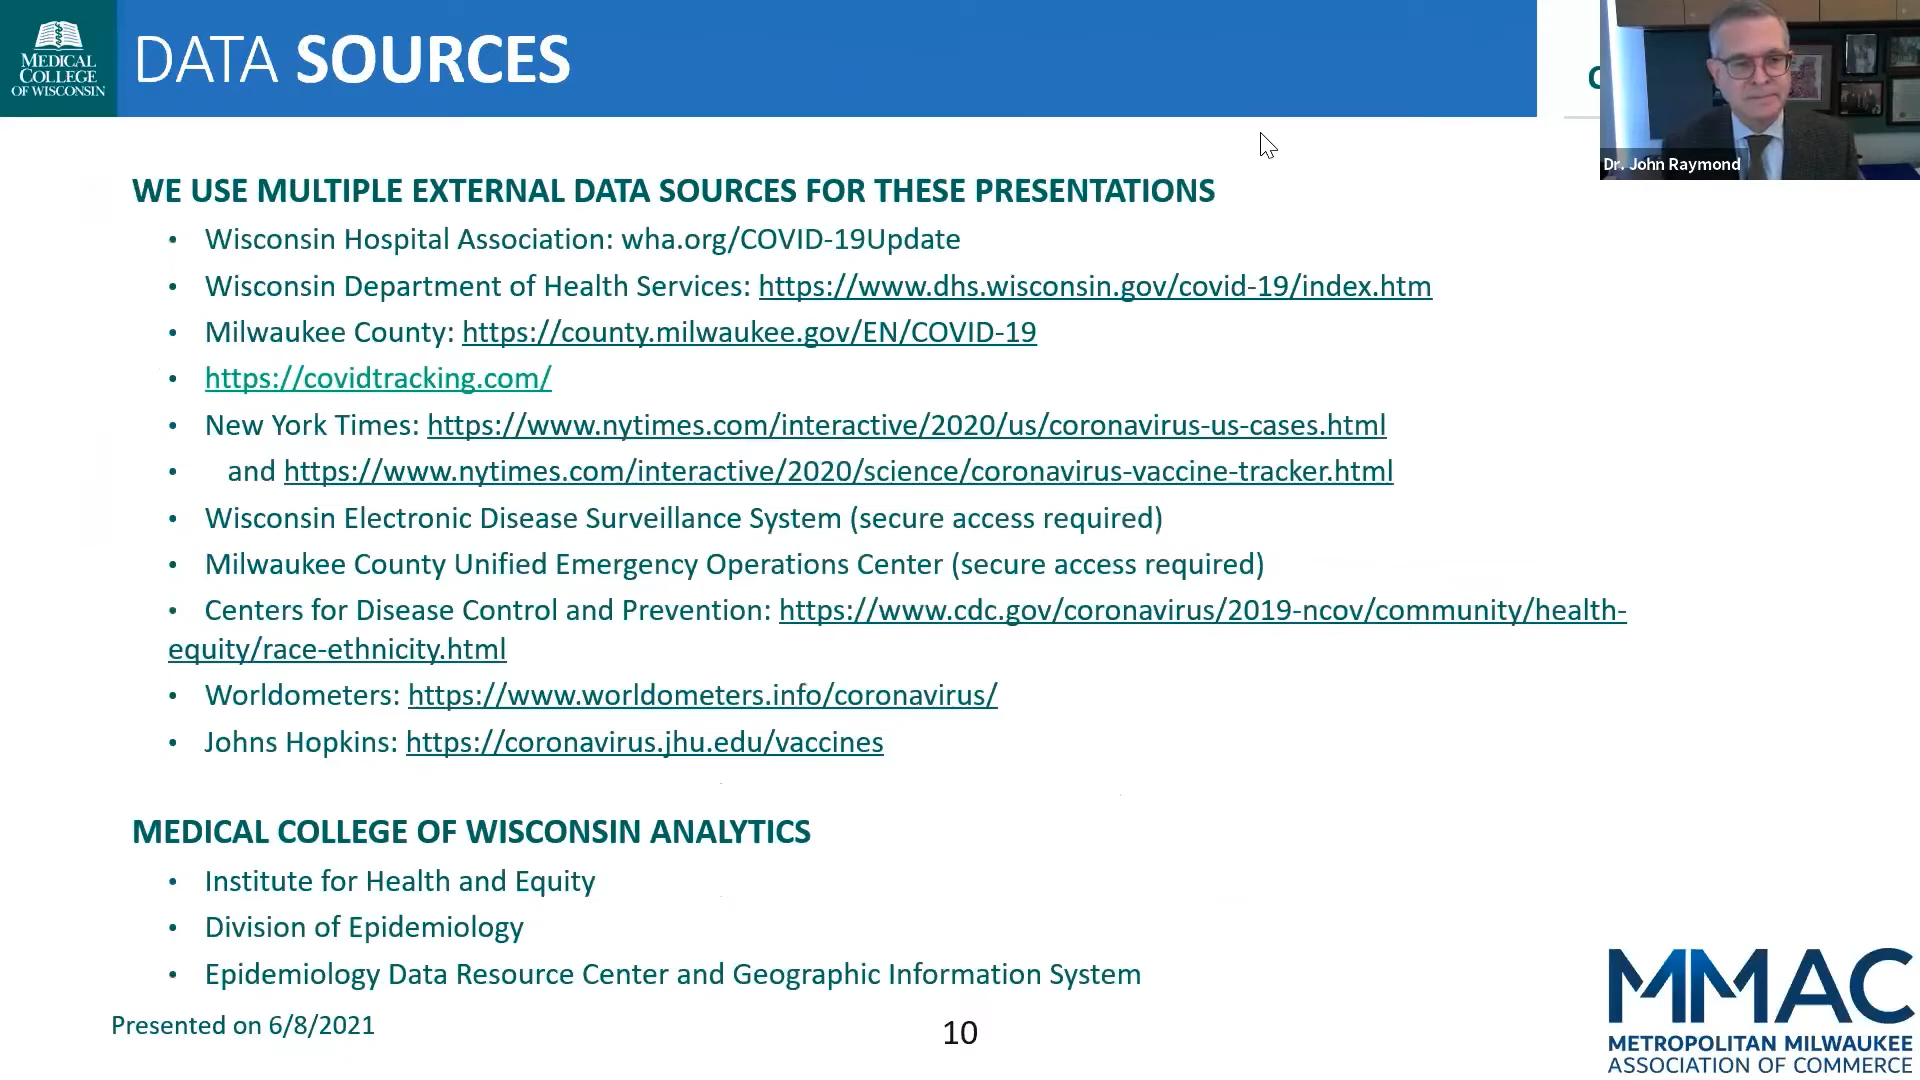 MEDICAL
COLLEGE
OF WISCONSIN
DATA SOURCES
Dr. John Raymond
WE USE MULTIPLE EXTERNAL DATA SOURCES FOR THESE PRESENTATIONS
• Wisconsin Hospital Association: wha.org/COVID-19Update
• Wisconsin Department of Health Services: https://www.dhs.wisconsin.gov/covid-19/index.htm
• Milwaukee County: https://county.milwaukee.gov/EN/COVID-19
• https://covidtracking.com/
• New York Times: https://www.nytimes.com/interactive/2020/us/coronavirus-us-cases.html
• and https://www.nytimes.com/interactive/2020/science/coronavirus-vaccine-tracker.html
• Wisconsin Electronic Disease Surveillance System (secure access required)
• Milwaukee County Unified Emergency Operations Center (secure access required)
• Centers for Disease Control and Prevention: https://www.cdc.gov/coronavirus/2019-ncov/community/health-
equity/race-ethnicity.html
• Worldometers: https://www.worldometers.info/coronavirus/
• Johns Hopkins: https://coronavirus.jhu.edu/vaccines
MEDICAL COLLEGE OF WISCONSIN ANALYTICS
• Institute for Health and Equity
• Division of Epidemiology
• Epidemiology Data Resource Center and Geographic Information System
Presented on 6/8/2021
10
MMAC
METROPOLITAN MILWAUKEE
ASSOCIATION OF COMMERCE